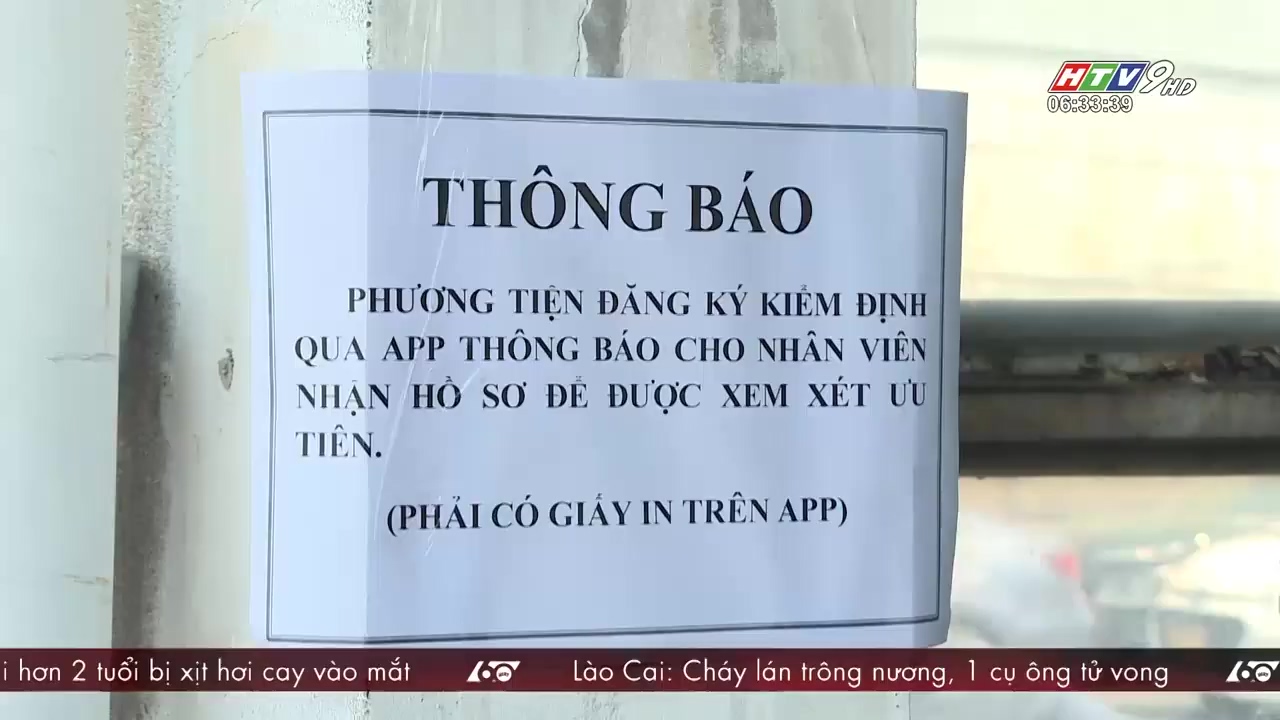 HTV9 HD
06:33:39
THÔNG BÁO
PHƯƠNG TIỆN ĐĂNG KÝ KIỂM ĐỊNH
QUA APP THÔNG BÁO CHO NHÂN VIÊN
NHẬN HỒ SƠ ĐỂ ĐƯỢC XEM XÉT ƯU
TIÊN.
(PHẢI CÓ GIẤY IN TRÊN APP)
i hơn 2 tuổi bị xịt hơi cay vào mắt 60 giây Lào Cai: Cháy lán trông nương, 1 cụ ông tử vong